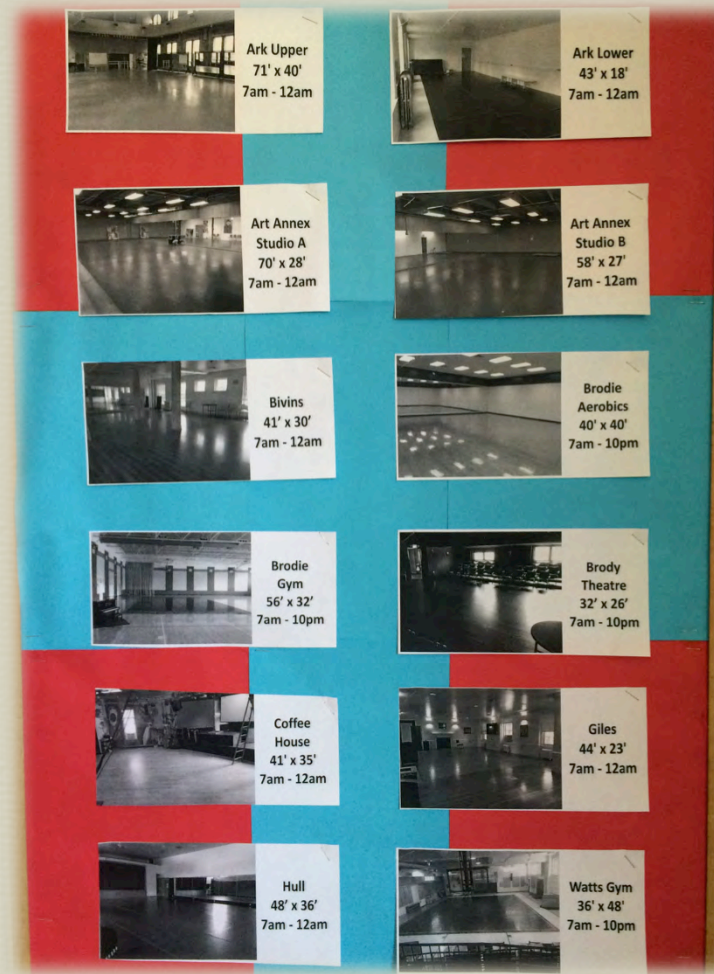 Ark Upper
71' x 40'
7am - 12am
Ark Lower
43' x 18'
7am - 12am
Art Annex
Studio A
70' x 28'
7am - 12am
Art Annex
Studio B
58' x 27'
7am - 12am
Bivins
41' x 30'
7am - 12am
Brodie
Aerobics
40' x 40'
7am - 10pm
Brodie
Gym
56' x 32'
7am - 10pm
Brody
Theatre
32' x 26'
7am - 10pm
Coffee
House
41' x 35'
7am - 12am
Giles
44' x 23'
7am - 12am
Hull
48' x 36'
7am - 12am
Watts Gym
36' x 48'
7am - 10pm